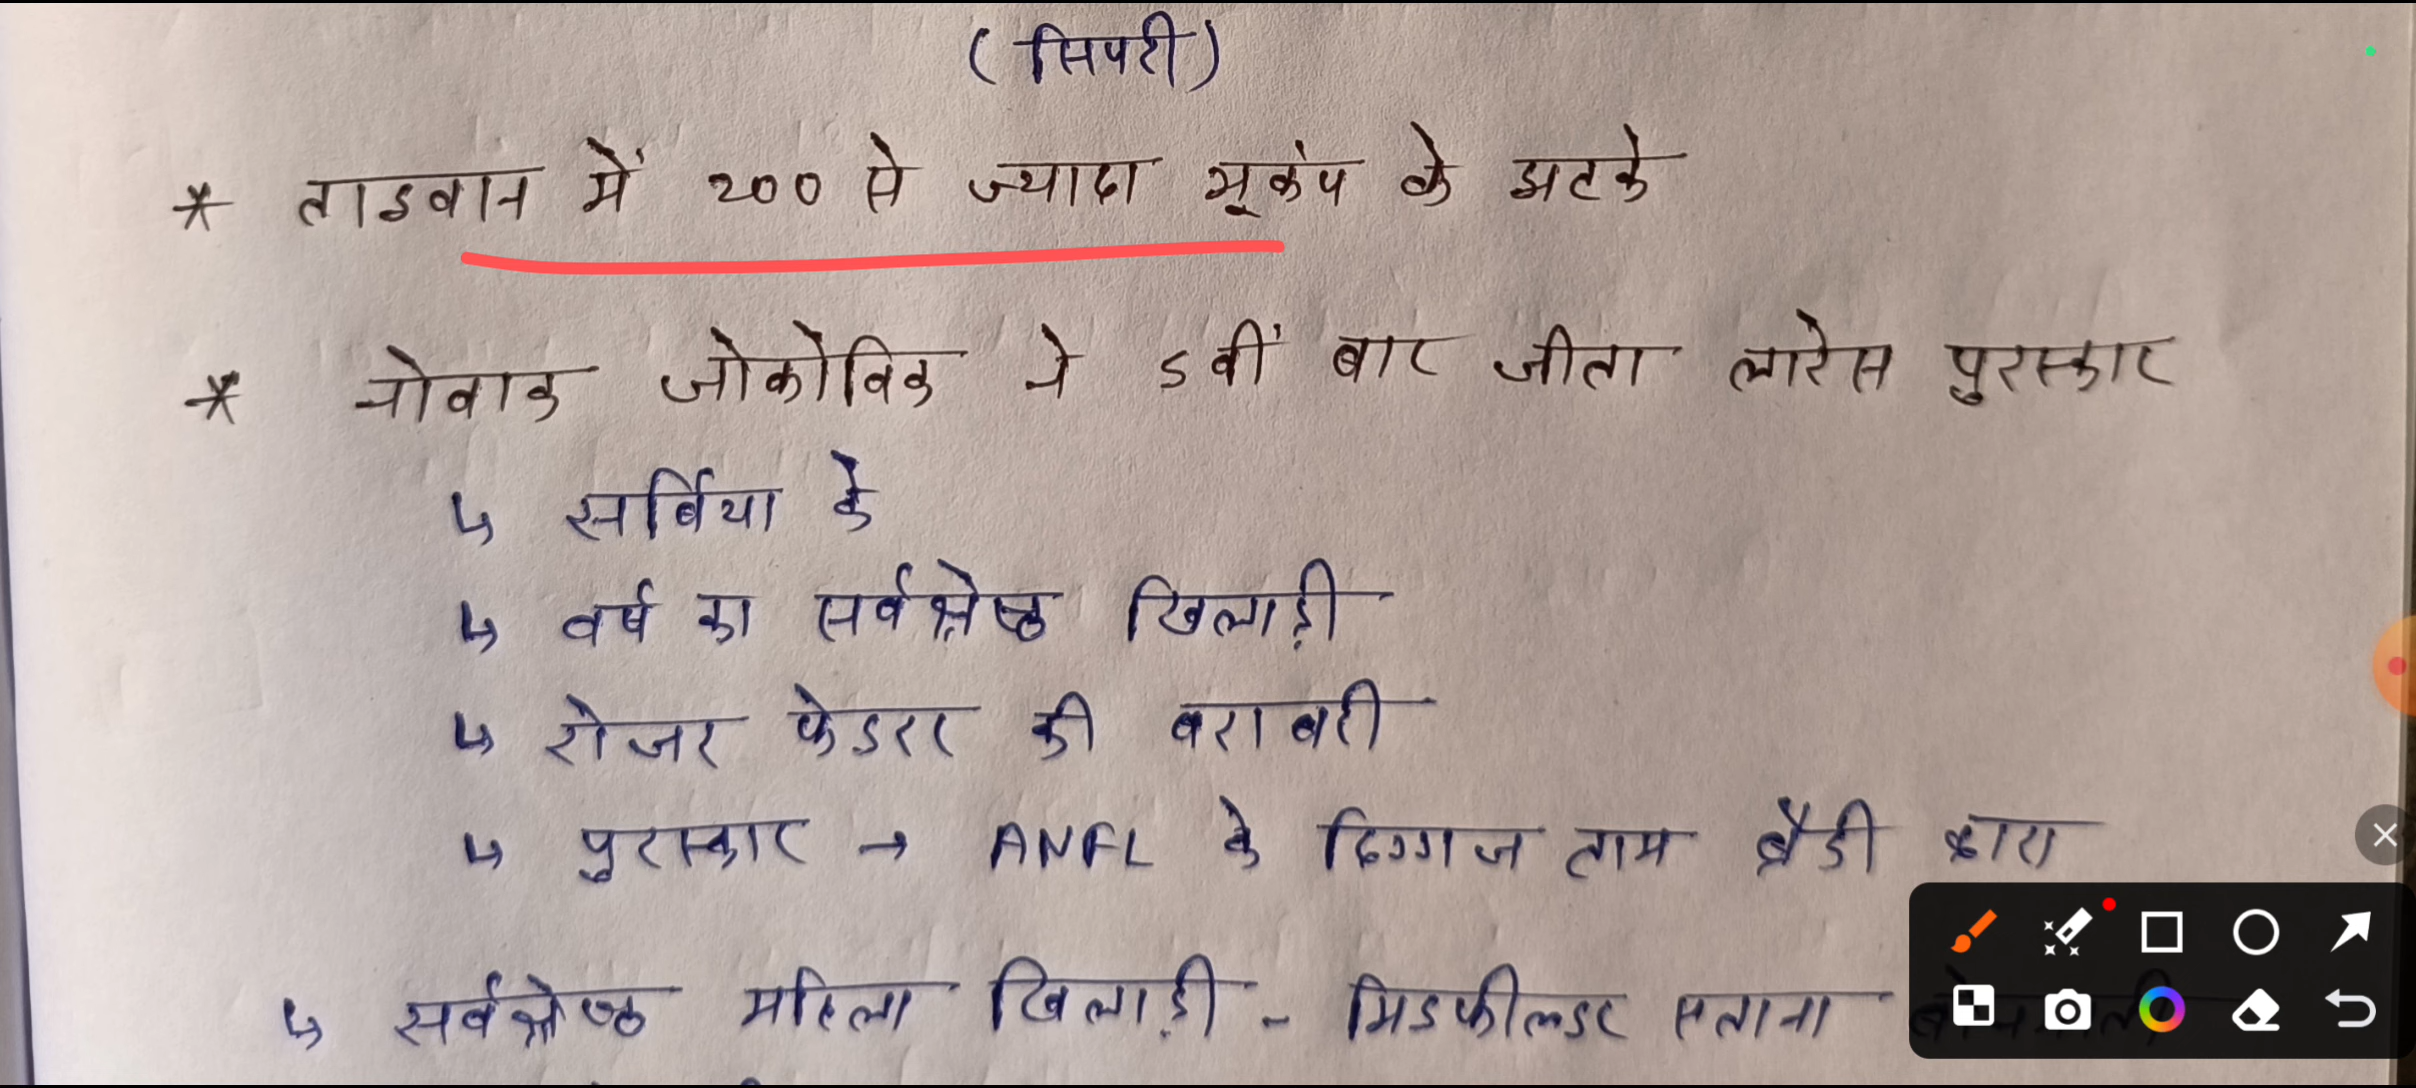 (सिपरी)
* ताइवान में 200 से ज्यादा भूकंप के झटके
* नोवाक जोकोविक ने 5वीं बार जीता लारेस पुरस्कार
↳ सर्बिया के
↳ वर्ष का सर्वश्रेष्ठ खिलाड़ी
↳ रोजर फेडरर की बराबरी
↳ पुरस्कार → ANFL के दिग्गज ताम ब्रैडी द्वारा
↳ सर्वश्रेष्ठ महिला खिलाड़ी - मिडफील्डर सताना